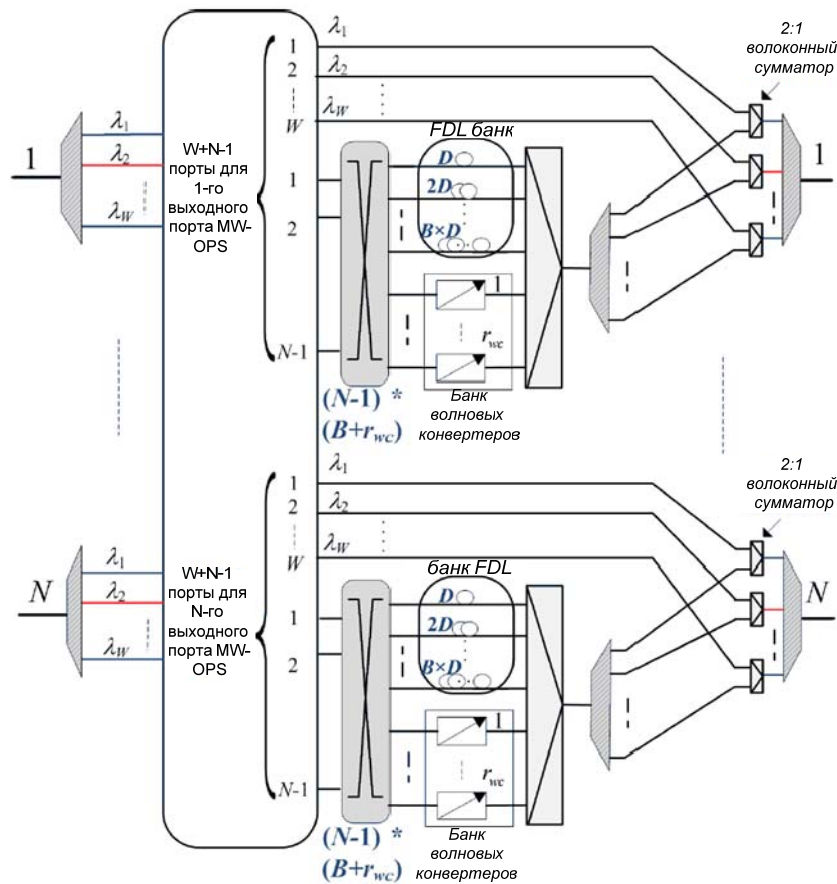 2:1
волоконный
сумматор
1
λ1
λ2
λW
W+N-1
порты для
1-го
выходного
порта MW-
OPS
1
2
W
λ1
λ2
λW
1
2
N-1
FDL банк
D
2D
B×D
1
rwc
(N-1) *
(B+rwc)
Банк
волновых
конвертеров
1
2:1
волоконный
сумматор
N
λ1
λ2
λW
W+N-1
порты для
N-го
выходного
порта MW-
OPS
1
2
W
λ1
λ2
λW
1
2
N-1
банк FDL
D
2D
B×D
1
rwc
(N-1) *
(B+rwc)
Банк
волновых
конвертеров
N